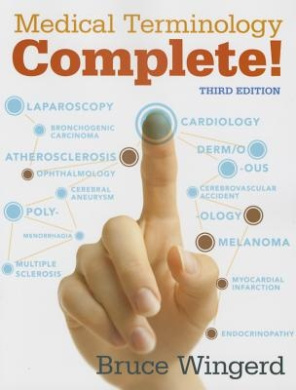 Medical Terminology
Complete!
THIRD EDITION
LAPAROSCOPY
BRONCHOGENIC
CARCINOMA
ATHEROSCLEROSIS
OPHTHALMOLOGY
CEREBRAL
ANEURYSM
POLY-
MENORRHAGIA
MULTIPLE
SCLEROSIS
CARDIOLOGY
DERM/O
-OUS
CEREBROVASCULAR
ACCIDENT
-OLOGY
MELANOMA
MYOCARDIAL
INFARCTION
ENDOCRINOPATHY
Bruce Wingerd